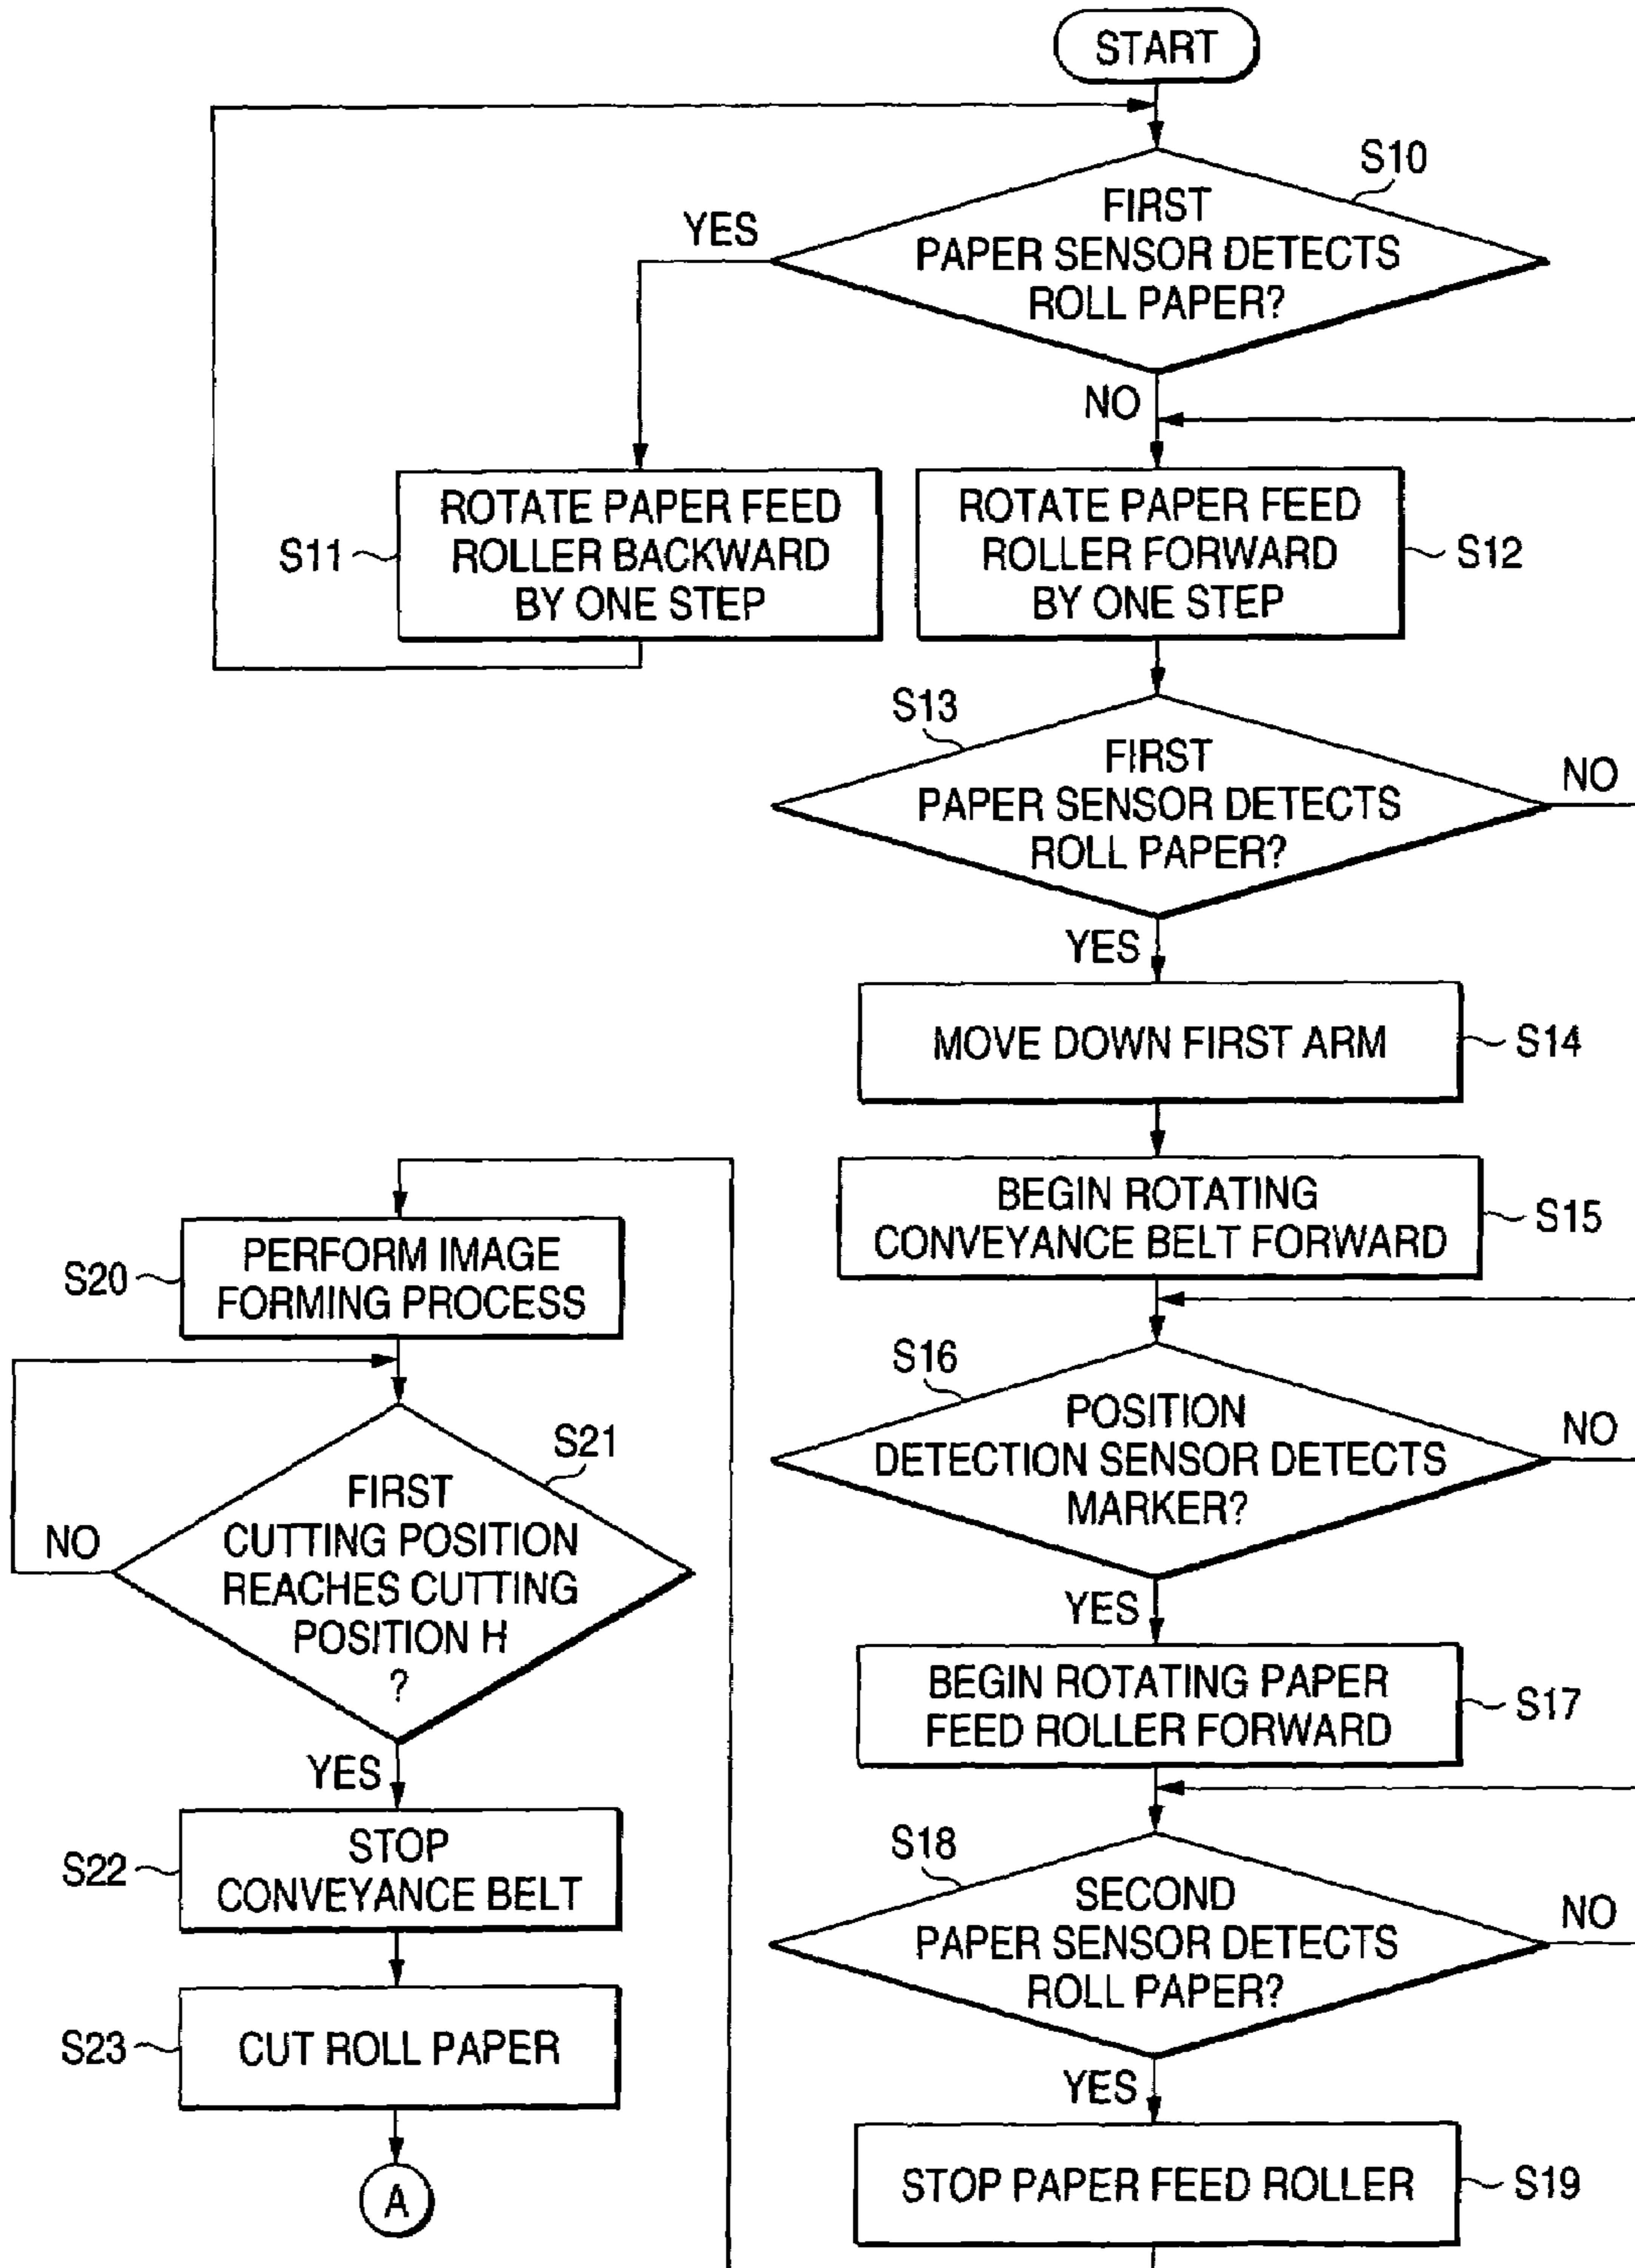 START
S10
FIRST
PAPER SENSOR DETECTS
ROLL PAPER?
YES
NO
S11
ROTATE PAPER FEED
ROLLER BACKWARD
BY ONE STEP
ROTATE PAPER FEED
ROLLER FORWARD
BY ONE STEP
S12
S13
FIRST
PAPER SENSOR DETECTS
ROLL PAPER?
NO
YES
MOVE DOWN FIRST ARM
S14
BEGIN ROTATING
CONVEYANCE BELT FORWARD
S15
S16
POSITION
DETECTION SENSOR DETECTS
MARKER?
NO
YES
BEGIN ROTATING PAPER
FEED ROLLER FORWARD
S17
S18
SECOND
PAPER SENSOR DETECTS
ROLL PAPER?
NO
YES
STOP PAPER FEED ROLLER
S19
S20
PERFORM IMAGE
FORMING PROCESS
S21
FIRST
CUTTING POSITION
REACHES CUTTING
POSITION H
?
NO
YES
S22
STOP
CONVEYANCE BELT
S23
CUT ROLL PAPER
A